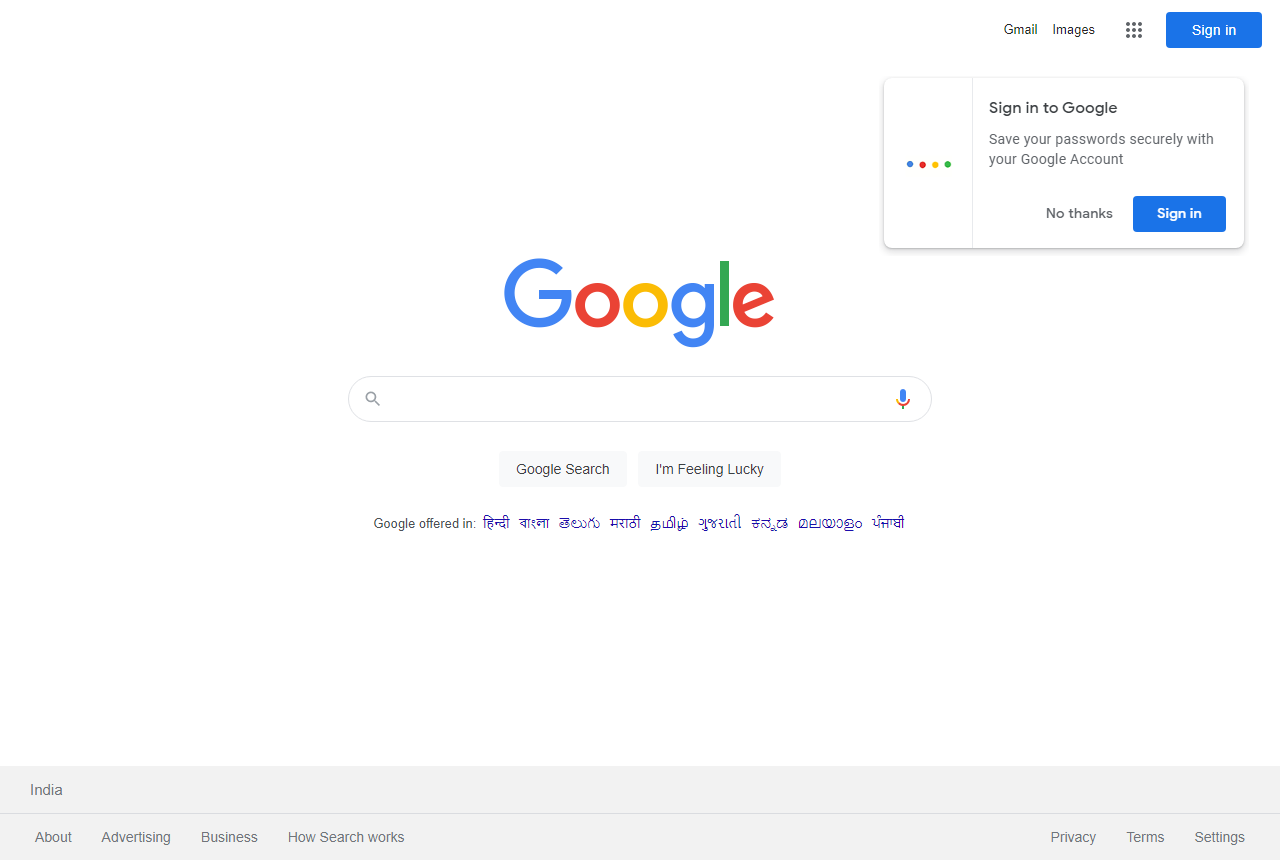 Gmail Images Sign in
Sign in to Google
Save your passwords securely with
your Google Account
No thanks Sign in
Google
Google Search I'm Feeling Lucky
Google offered in: हिन्दी বাংলা తెలుగు मराठी தமிழ் ગુજરાતી ಕನ್ನಡ മലയാളം ਪੰਜਾਬੀ
India
About Advertising Business How Search works Privacy Terms Settings